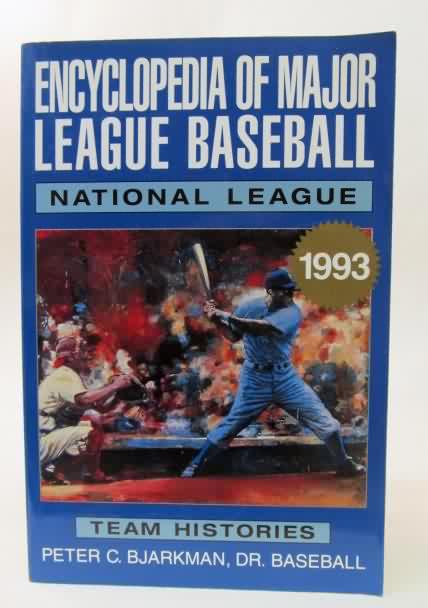 ENCYCLOPEDIA OF MAJOR
LEAGUE BASEBALL
NATIONAL LEAGUE
1993
TEAM HISTORIES
PETER C. BJARKMAN, DR. BASEBALL